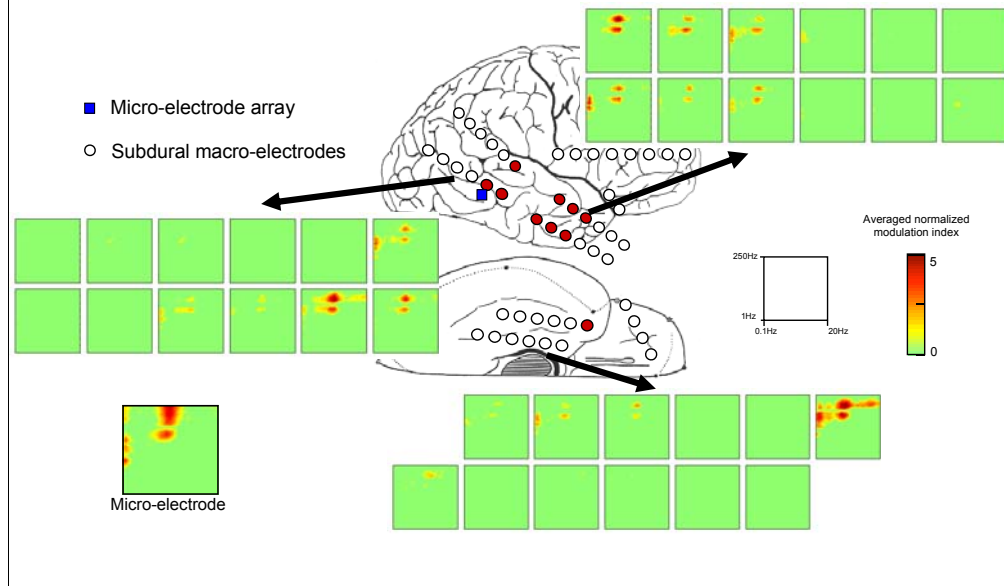 Micro-electrode array
Subdural macro-electrodes
Averaged normalized
modulation index
5
0
250Hz
1Hz
0.1Hz
20Hz
Micro-electrode